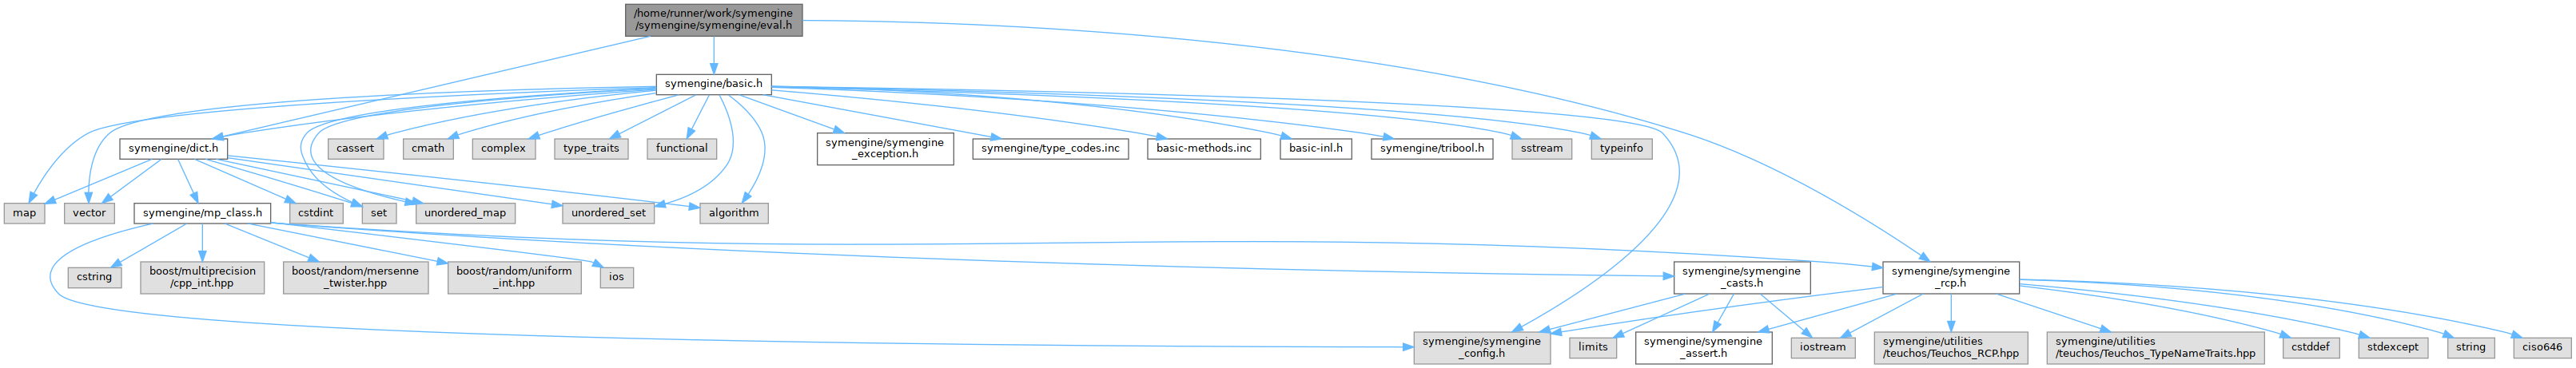 /home/runner/work/symengine
/symengine/symengine/eval.h
symengine/basic.h
symengine/dict.h
cassert
cmath
complex
type_traits
functional
symengine/symengine
_exception.h
symengine/type_codes.inc
basic-methods.inc
basic-inl.h
symengine/tribool.h
sstream
typeinfo
map
vector
symengine/mp_class.h
cstdint
set
unordered_map
unordered_set
algorithm
cstring
boost/multiprecision
/cpp_int.hpp
boost/random/mersenne
_twister.hpp
boost/random/uniform
_int.hpp
ios
symengine/symengine
_casts.h
symengine/symengine
_rcp.h
symengine/symengine
_config.h
limits
symengine/symengine
_assert.h
iostream
symengine/utilities
/teuchos/Teuchos_RCP.hpp
symengine/utilities
/teuchos/Teuchos_TypeNameTraits.hpp
cstddef
stdexcept
string
ciso646